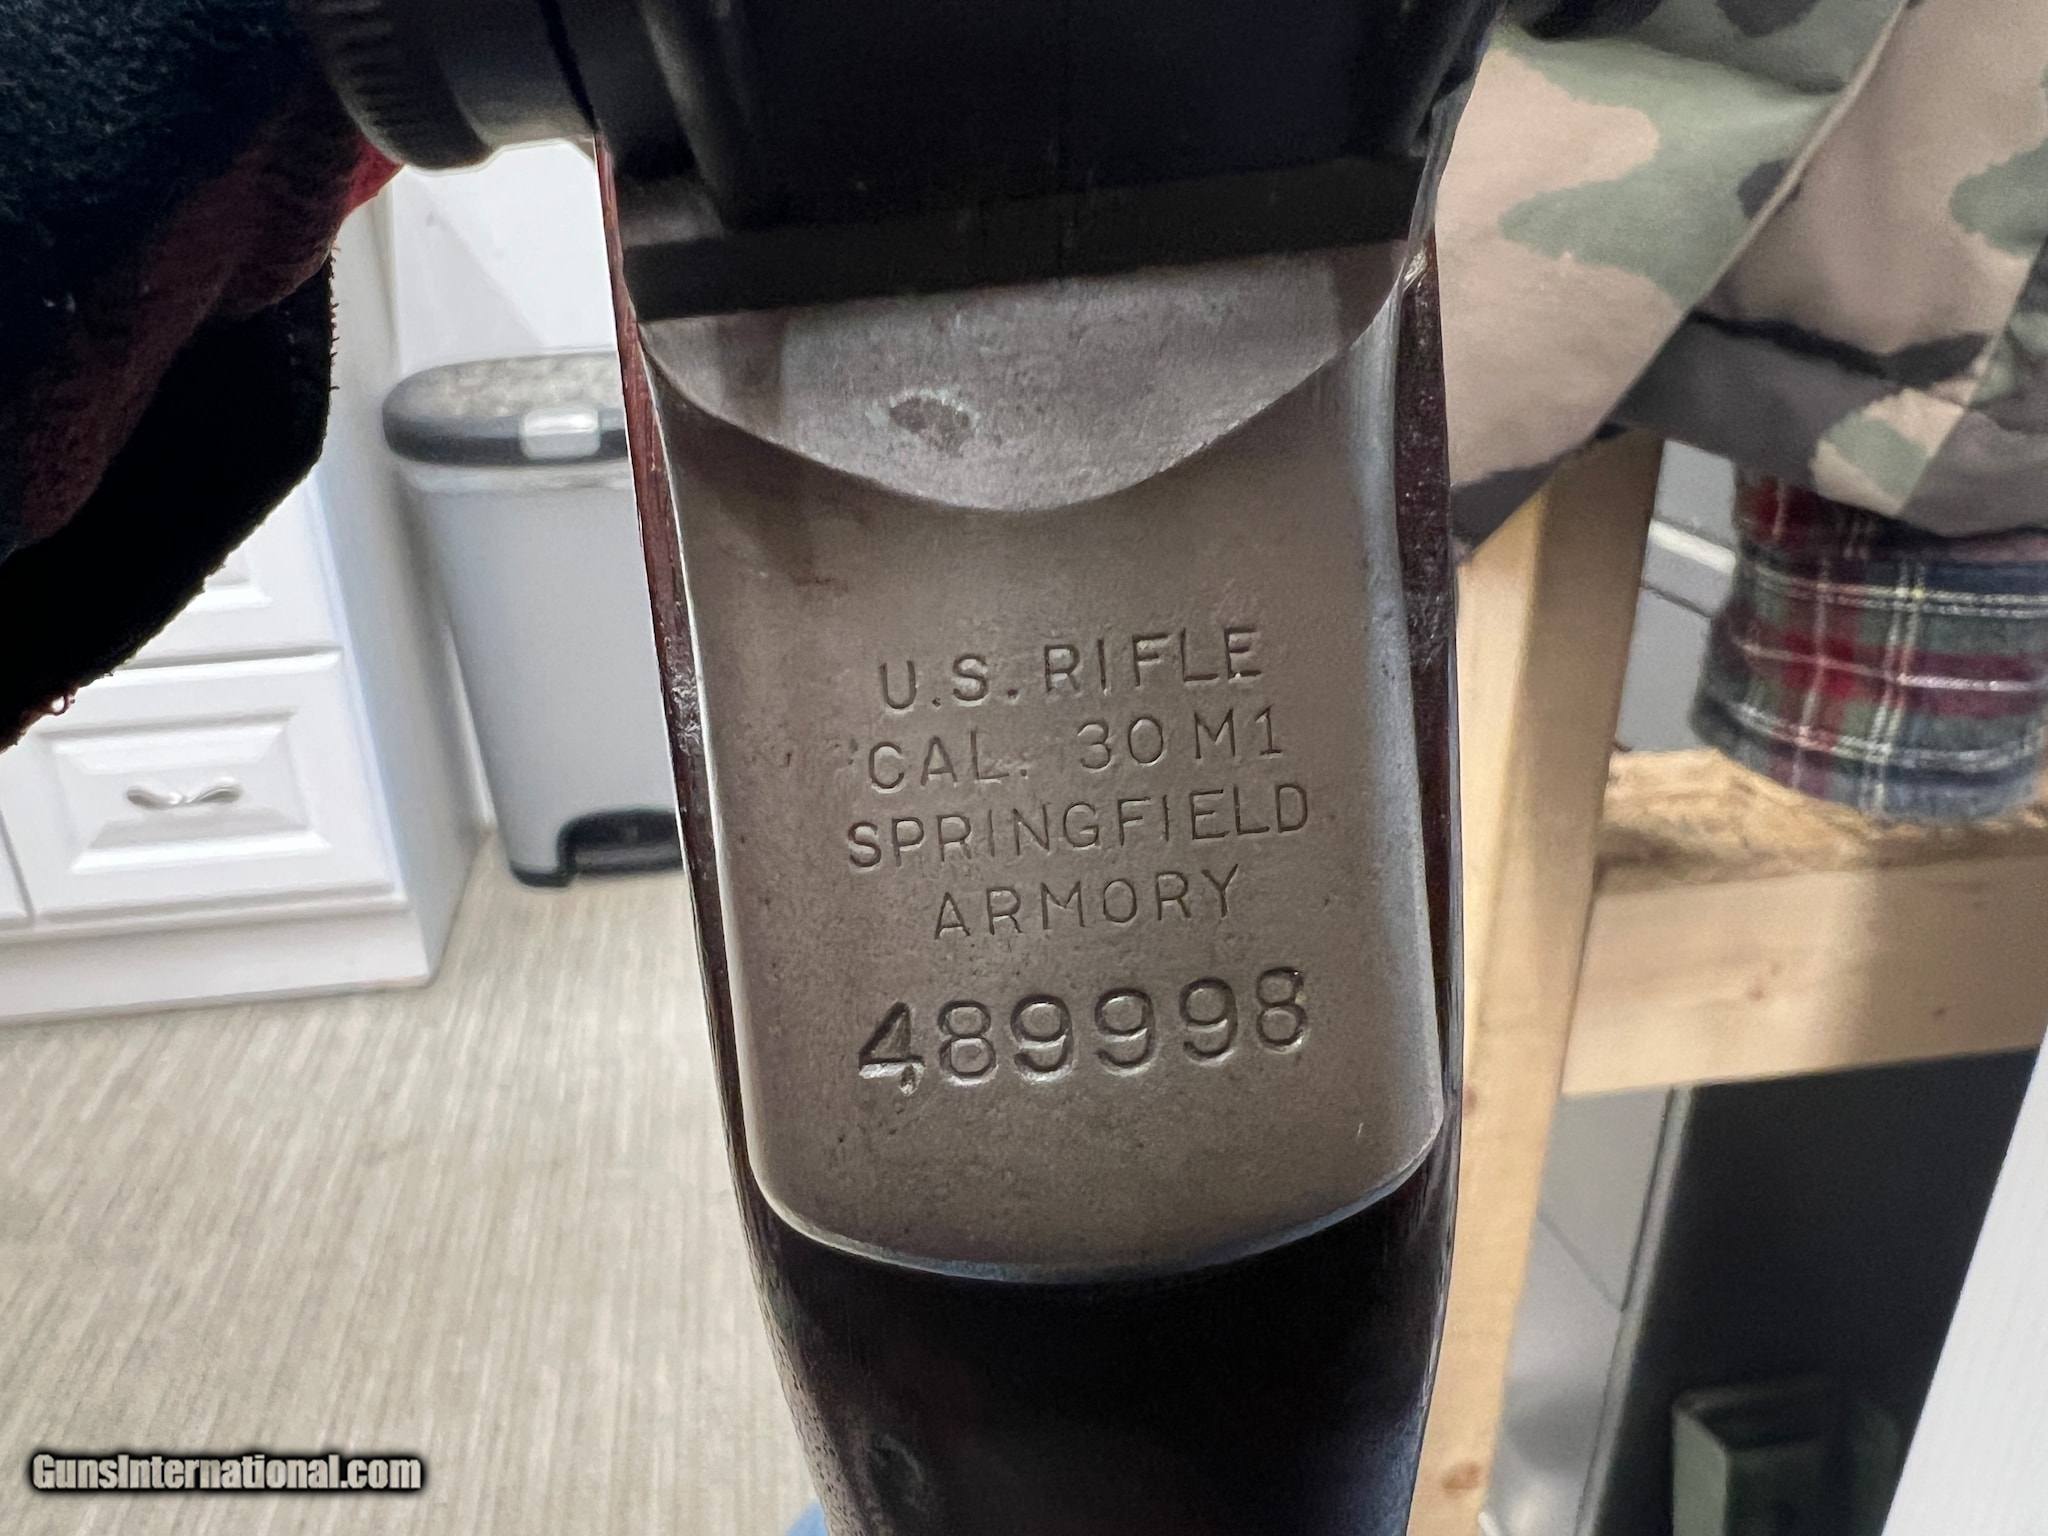 U.S. RIFLE
CAL. 30 M1
SPRINGFIELD
ARMORY
489998
GunsInternational.com